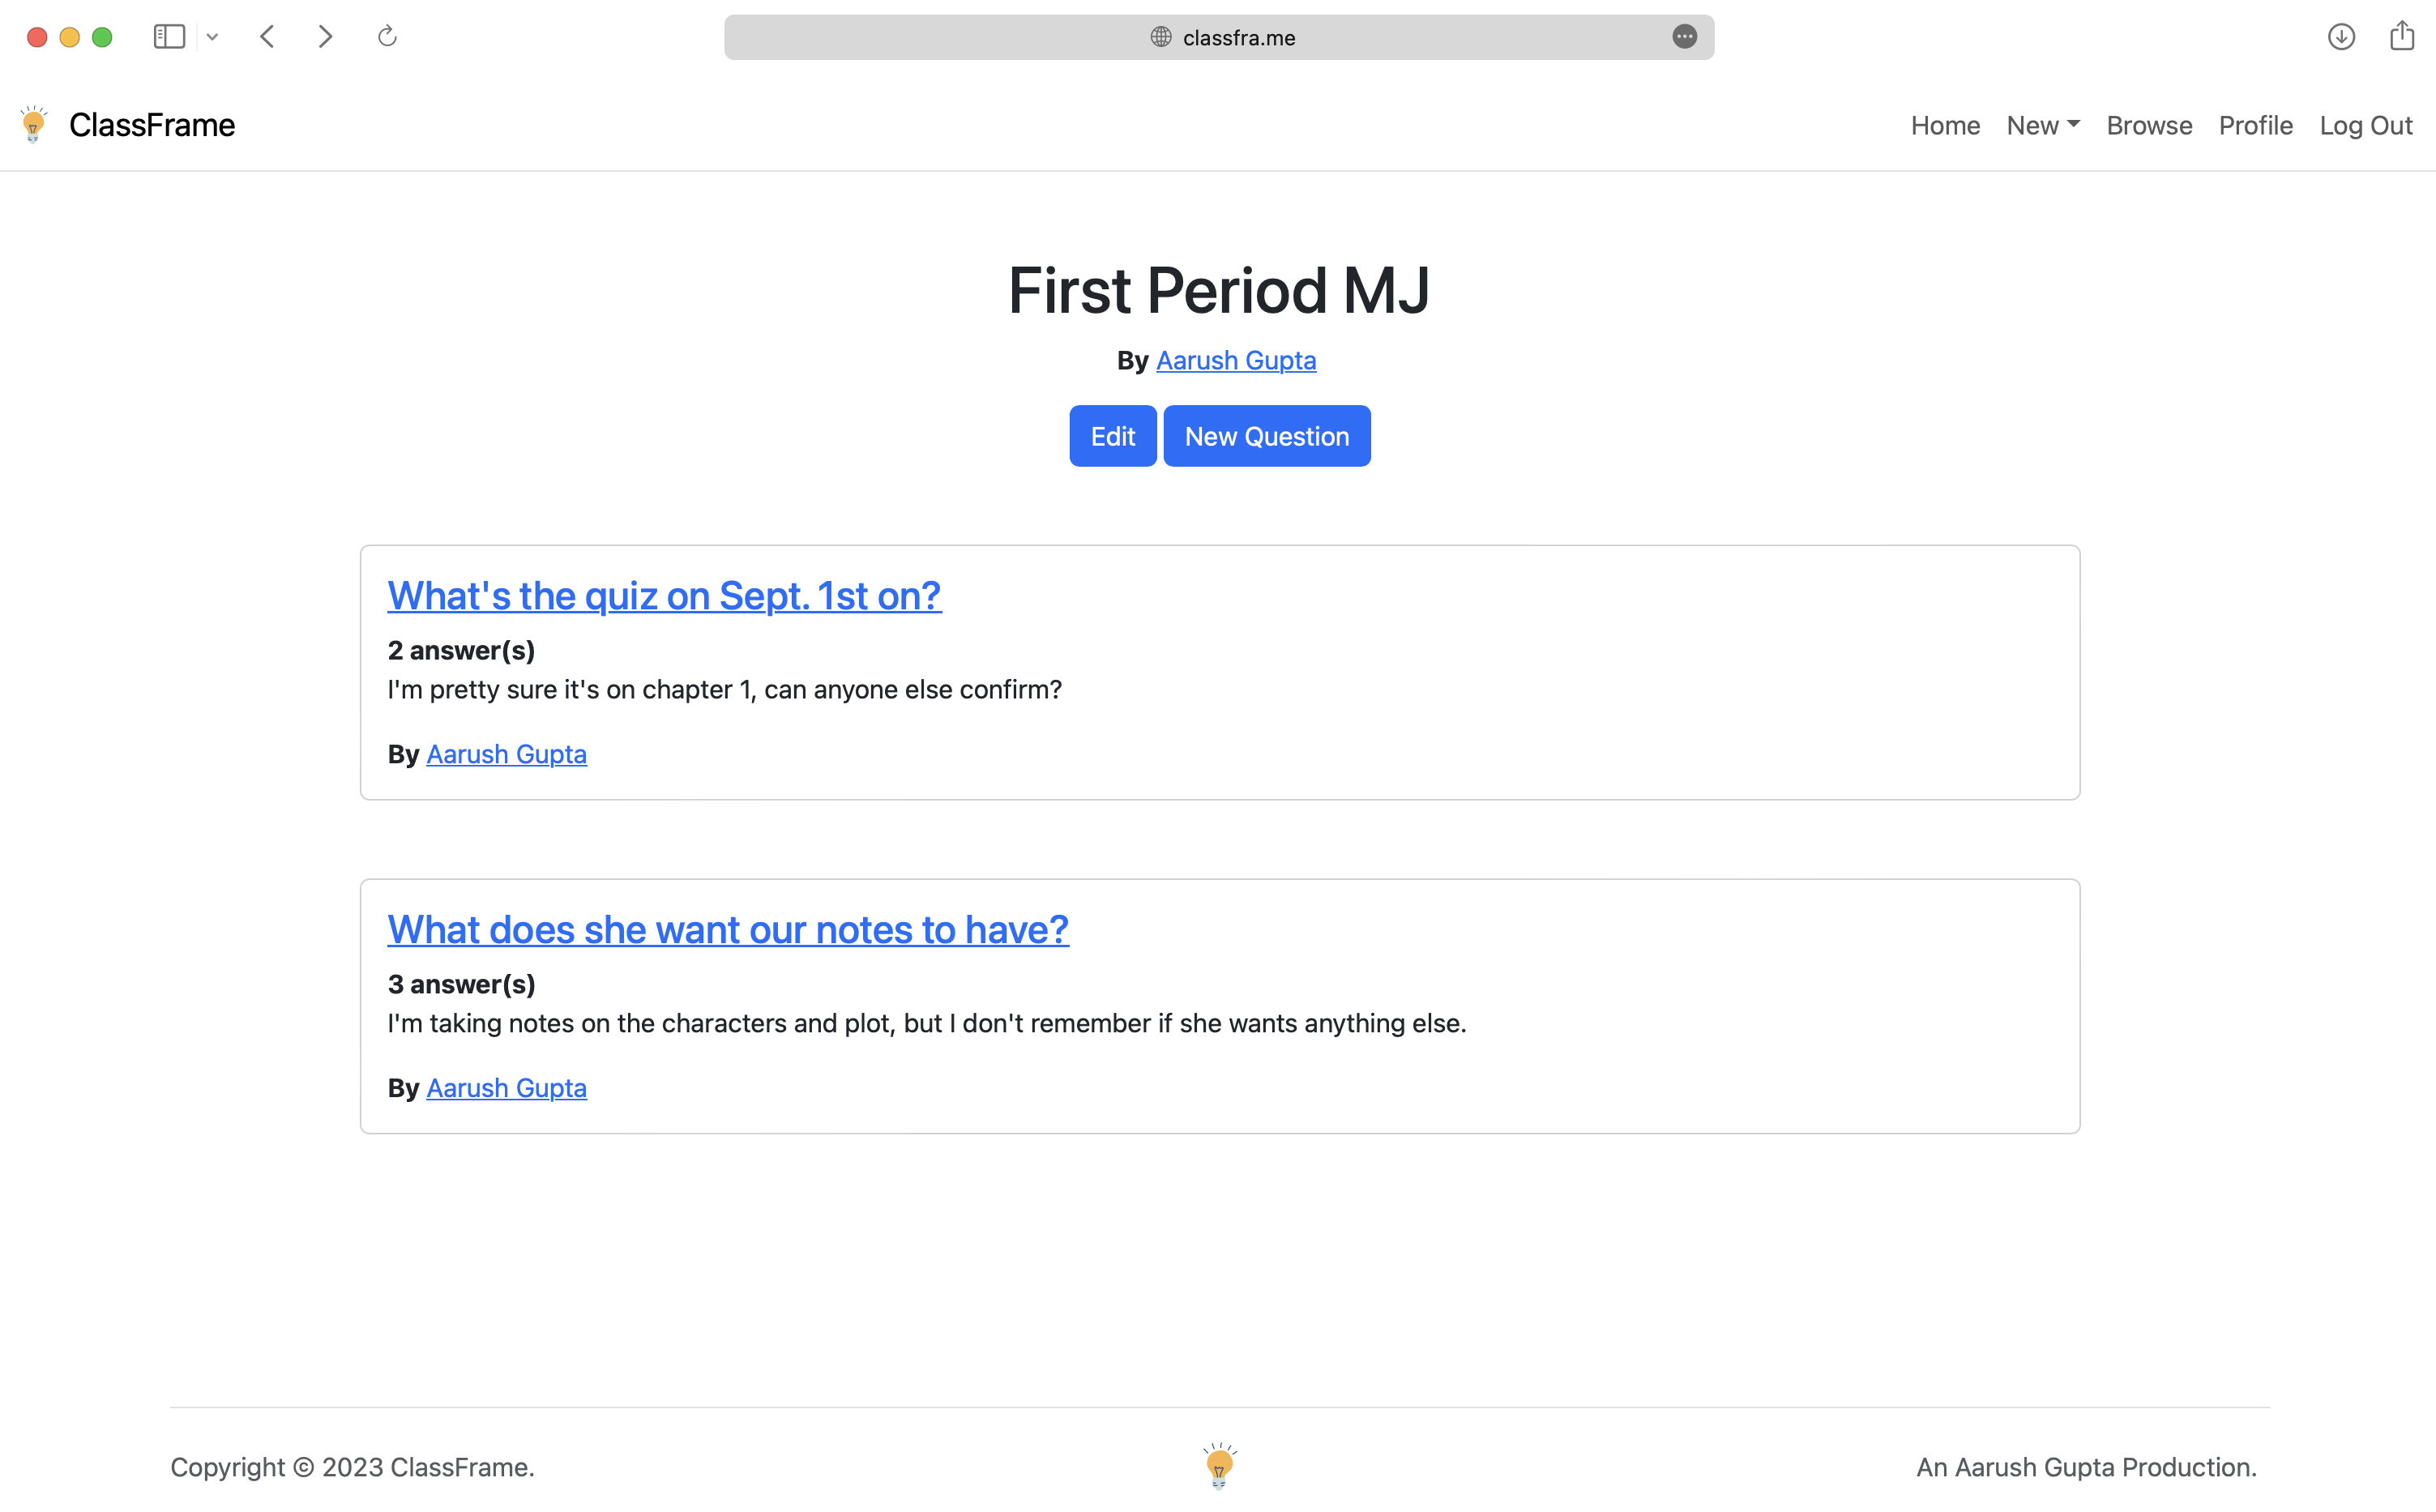 classfra.me
ClassFrame
Home New Browse Profile Log Out
First Period MJ
By Aarush Gupta
Edit New Question
What's the quiz on Sept. 1st on?
2 answer(s)
I'm pretty sure it's on chapter 1, can anyone else confirm?
By Aarush Gupta
What does she want our notes to have?
3 answer(s)
I'm taking notes on the characters and plot, but I don't remember if she wants anything else.
By Aarush Gupta
Copyright © 2023 ClassFrame.
An Aarush Gupta Production.